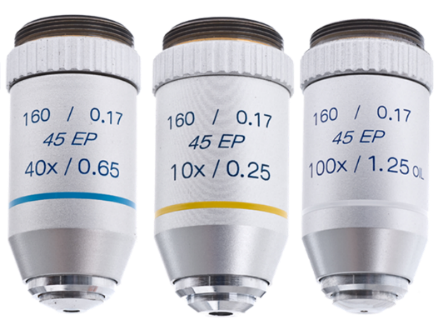 160 / 0.17
45 EP
40x / 0.65
160 / 0.17
45 EP
10x / 0.25
160 / 0.17
45 EP
100x / 1.25 OIL